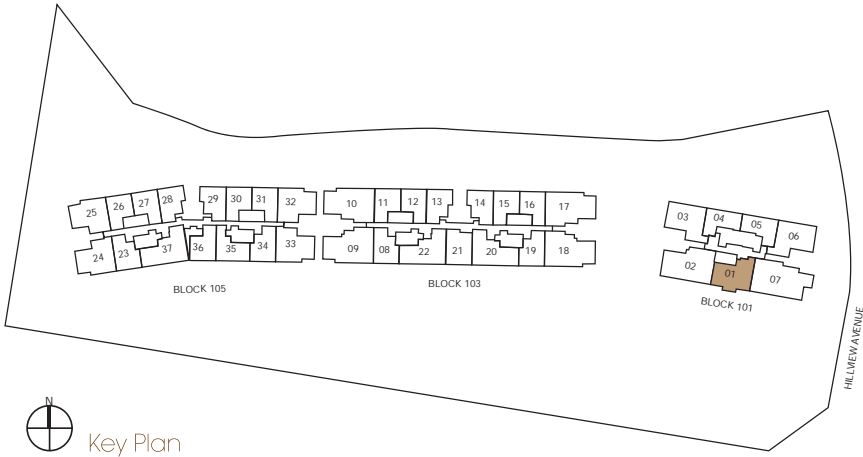 25 26 27 28 29 30 31 32
24 23 37 36 35 34 33
BLOCK 105
10 11 12 13 14 15 16 17
09 08 22 21 20 19 18
BLOCK 103
03 04 05 06
02 01 07
BLOCK 101
HILLVIEW AVENUE
N
Key Plan